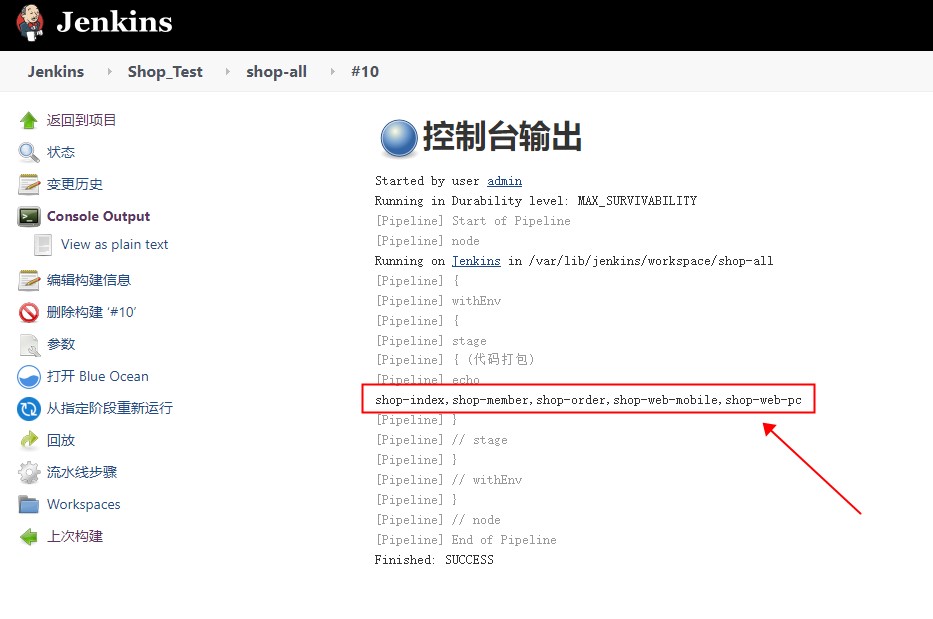 Jenkins
Jenkins Shop_Test shop-all #10
返回到项目
状态
变更历史
Console Output
View as plain text
编辑构建信息
删除构建 ‘#10’
参数
打开 Blue Ocean
从指定阶段重新运行
回放
流水线步骤
Workspaces
上次构建
控制台输出
Started by user admin
Running in Durability level: MAX_SURVIVABILITY
[Pipeline] Start of Pipeline
[Pipeline] node
Running on Jenkins in /var/lib/jenkins/workspace/shop-all
[Pipeline] {
[Pipeline] withEnv
[Pipeline] {
[Pipeline] stage
[Pipeline] { (代码打包)
[Pipeline] echo
shop-index,shop-member,shop-order,shop-web-mobile,shop-web-pc
[Pipeline] }
[Pipeline] // stage
[Pipeline] }
[Pipeline] // withEnv
[Pipeline] }
[Pipeline] // node
[Pipeline] End of Pipeline
Finished: SUCCESS